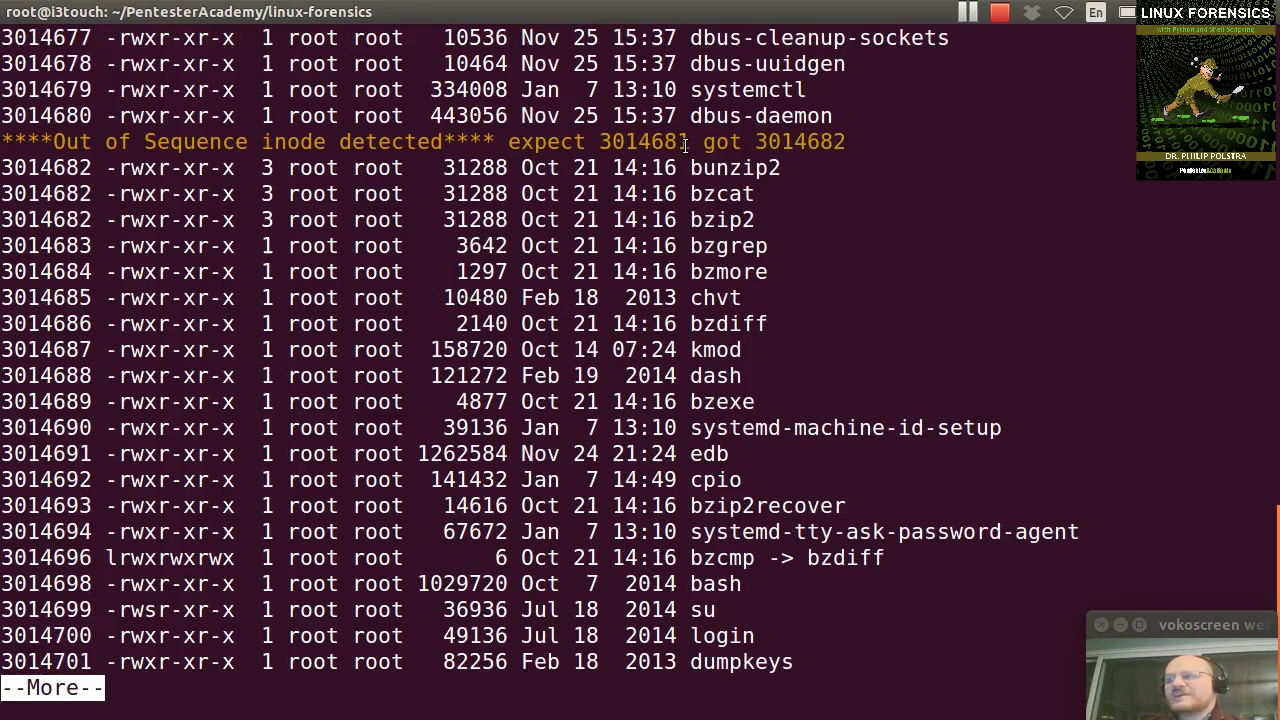 root@i3touch: ~/PentesterAcademy/linux-forensics
En
LINUX FORENSICS
with Python and Shell Scripting
DR. PHILIP POLSTRA
PentesterAcademy
3014677 -rwxr-xr-x 1 root root 10536 Nov 25 15:37 dbus-cleanup-sockets
3014678 -rwxr-xr-x 1 root root 10464 Nov 25 15:37 dbus-uuidgen
3014679 -rwxr-xr-x 1 root root 334008 Jan 7 13:10 systemctl
3014680 -rwxr-xr-x 1 root root 443056 Nov 25 15:37 dbus-daemon
****Out of Sequence inode detected**** expect 3014681 got 3014682
3014682 -rwxr-xr-x 3 root root 31288 Oct 21 14:16 bunzip2
3014682 -rwxr-xr-x 3 root root 31288 Oct 21 14:16 bzcat
3014682 -rwxr-xr-x 3 root root 31288 Oct 21 14:16 bzip2
3014683 -rwxr-xr-x 1 root root 3642 Oct 21 14:16 bzgrep
3014684 -rwxr-xr-x 1 root root 1297 Oct 21 14:16 bzmore
3014685 -rwxr-xr-x 1 root root 10480 Feb 18 2013 chvt
3014686 -rwxr-xr-x 1 root root 2140 Oct 21 14:16 bzdiff
3014687 -rwxr-xr-x 1 root root 158720 Oct 14 07:24 kmod
3014688 -rwxr-xr-x 1 root root 121272 Feb 19 2014 dash
3014689 -rwxr-xr-x 1 root root 4877 Oct 21 14:16 bzexe
3014690 -rwxr-xr-x 1 root root 39136 Jan 7 13:10 systemd-machine-id-setup
3014691 -rwxr-xr-x 1 root root 1262584 Nov 24 21:24 edb
3014692 -rwxr-xr-x 1 root root 141432 Jan 7 14:49 cpio
3014693 -rwxr-xr-x 1 root root 14616 Oct 21 14:16 bzip2recover
3014694 -rwxr-xr-x 1 root root 67672 Jan 7 13:10 systemd-tty-ask-password-agent
3014696 lrwxrwxrwx 1 root root 6 Oct 21 14:16 bzcmp -> bzdiff
3014698 -rwxr-xr-x 1 root root 1029720 Oct 7 2014 bash
3014699 -rwsr-xr-x 1 root root 36936 Jul 18 2014 su
3014700 -rwxr-xr-x 1 root root 49136 Jul 18 2014 login
3014701 -rwxr-xr-x 1 root root 82256 Feb 18 2013 dumpkeys
--More--
vokoscreen we